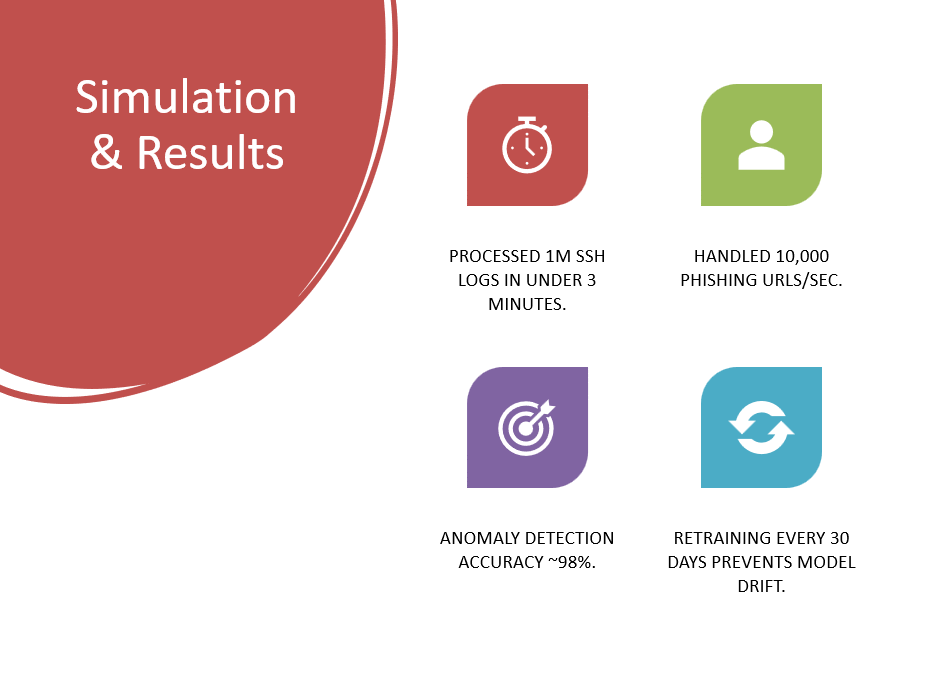 Simulation
& Results
PROCESSED 1M SSH
LOGS IN UNDER 3
MINUTES.
HANDLED 10,000
PHISHING URLS/SEC.
ANOMALY DETECTION
ACCURACY ~98%.
RETRAINING EVERY 30
DAYS PREVENTS MODEL
DRIFT.